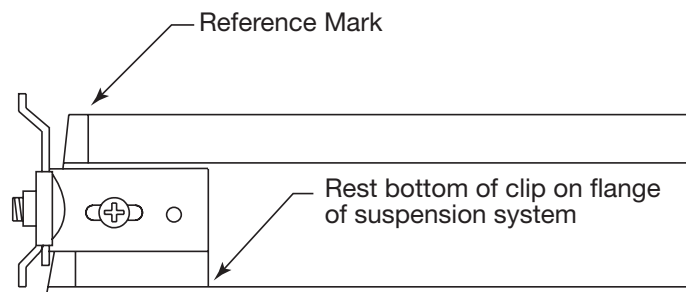 Reference Mark
Rest bottom of clip on flange
of suspension system